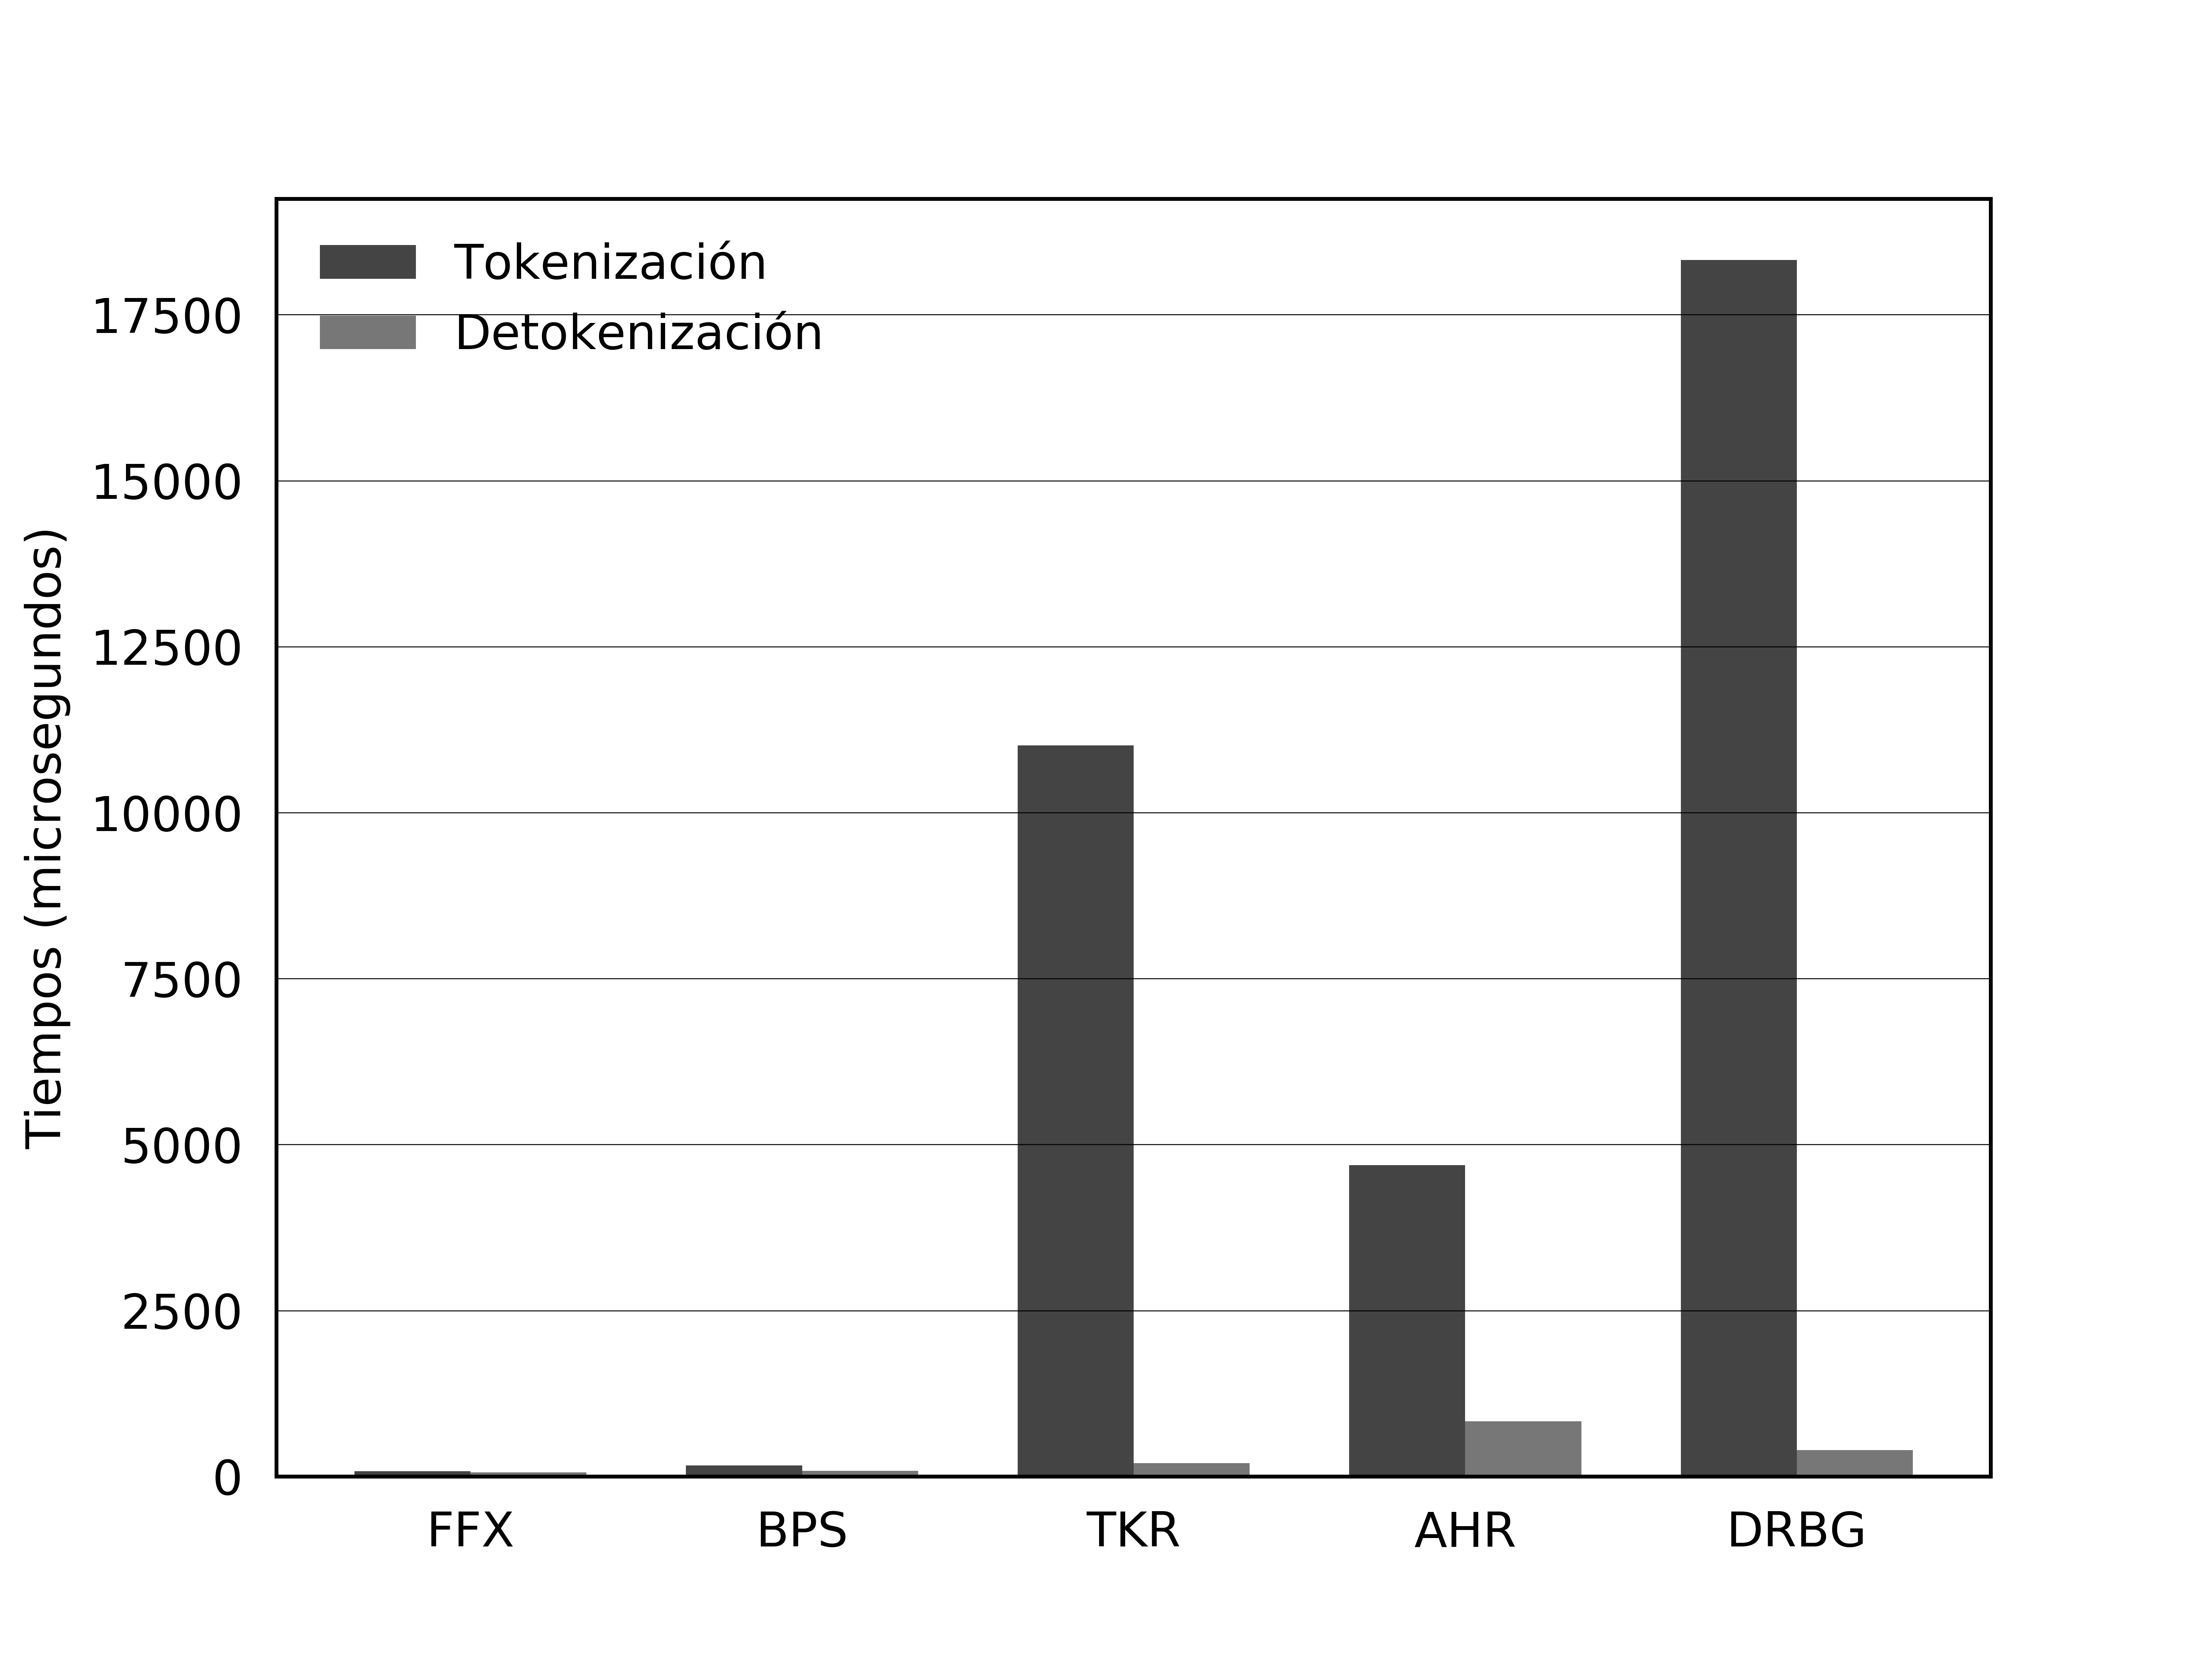 Tokenización
Detokenización
Tiempos (microsegundos)
17500
15000
12500
10000
7500
5000
2500
0
FFX BPS TKR AHR DRBG